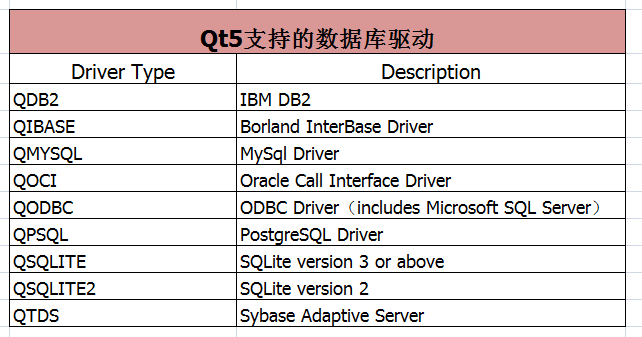 Qt5支持的数据库驱动
Driver Type Description
QDB2 IBM DB2
QIBASE Borland InterBase Driver
QMYSQL MySql Driver
QOCI Oracle Call Interface Driver
QODBC ODBC Driver（includes Microsoft SQL Server）
QPSQL PostgreSQL Driver
QSQLITE SQLite version 3 or above
QSQLITE2 SQLite version 2
QTDS Sybase Adaptive Server